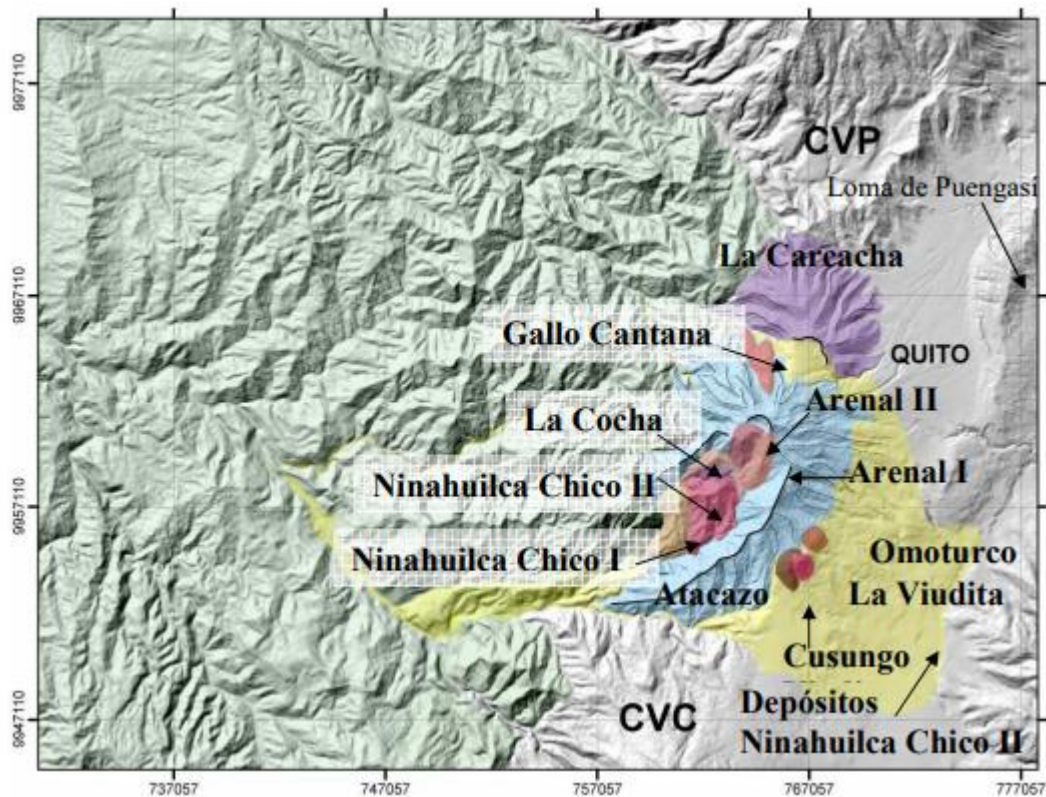 9977110
CVP
Loma de Puengasí
La Carcacha
9967110
Gallo Cantana
QUITO
Arenal II
La Cocha
Arenal I
Ninahuilca Chico II
9957110
Ninahuilca Chico I
Omoturco
Atacazo
La Viudita
Cusungo
Depósitos
Ninahuilca Chico II
CVC
9947110
737057
747057
757057
767057
777057